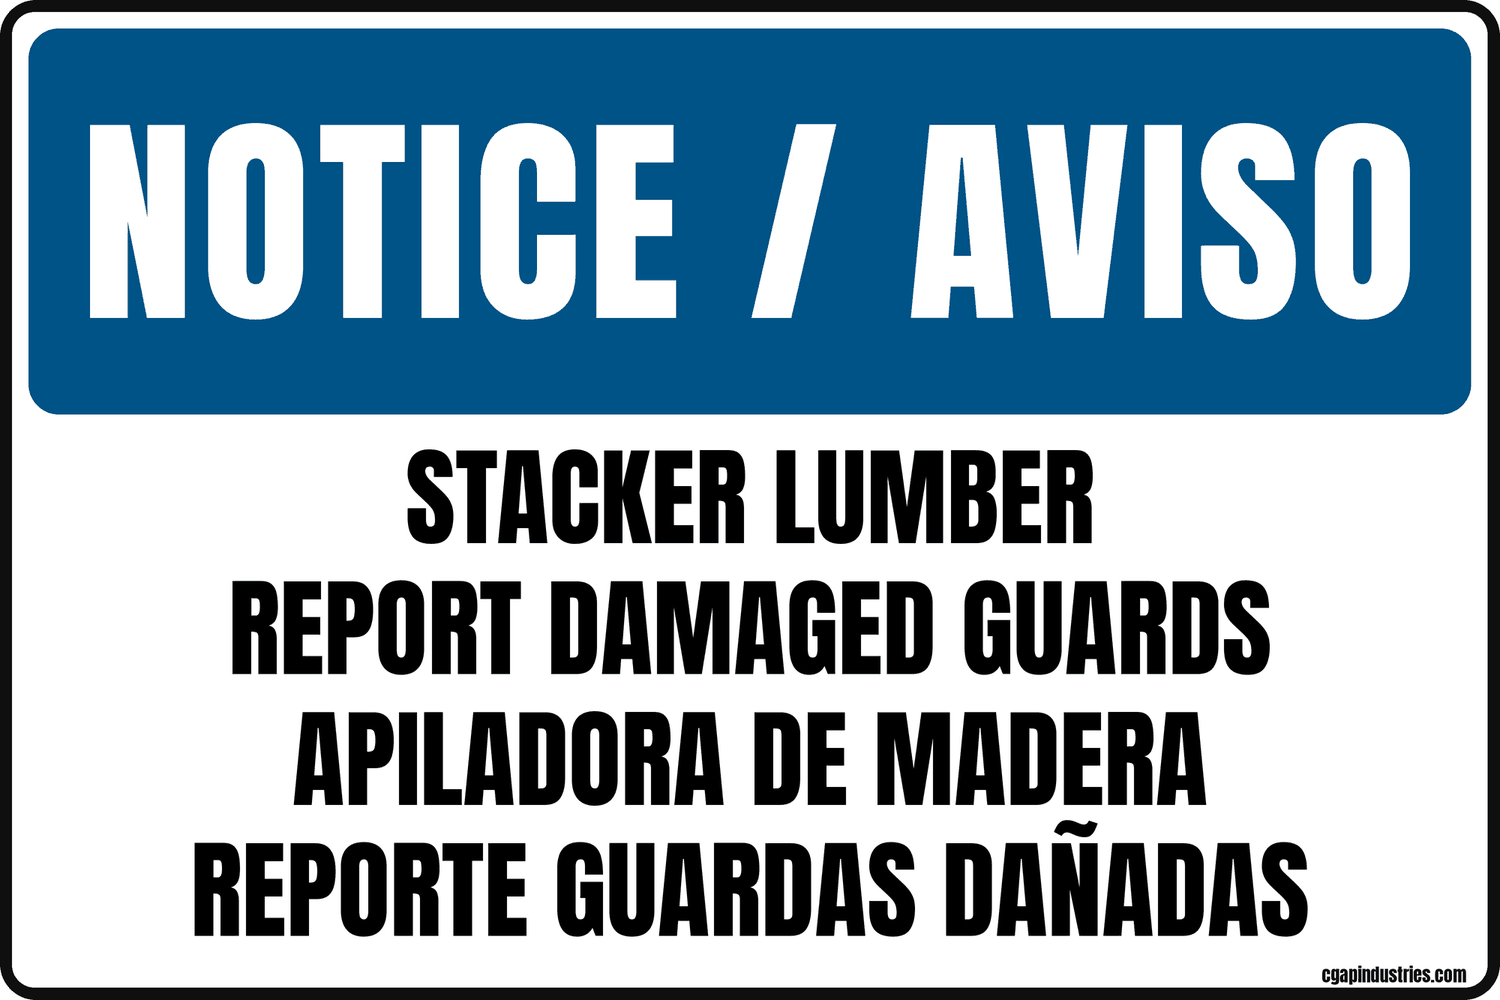 NOTICE / AVISO
STACKER LUMBER
REPORT DAMAGED GUARDS
APILADORA DE MADERA
REPORTE GUARDAS DAÑADAS
cgapindustries.com